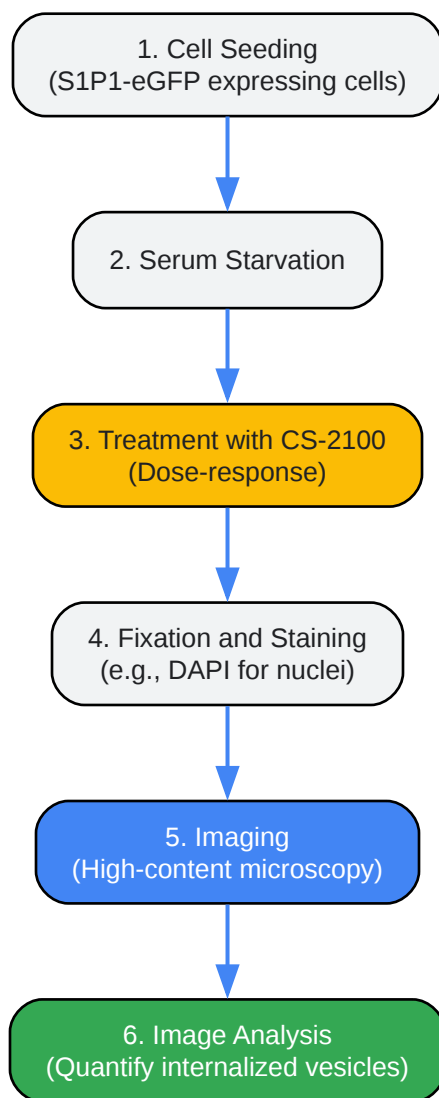 1. Cell Seeding
(S1P1-eGFP expressing cells)
2. Serum Starvation
3. Treatment with CS-2100
(Dose-response)
4. Fixation and Staining
(e.g., DAPI for nuclei)
5. Imaging
(High-content microscopy)
6. Image Analysis
(Quantify internalized vesicles)